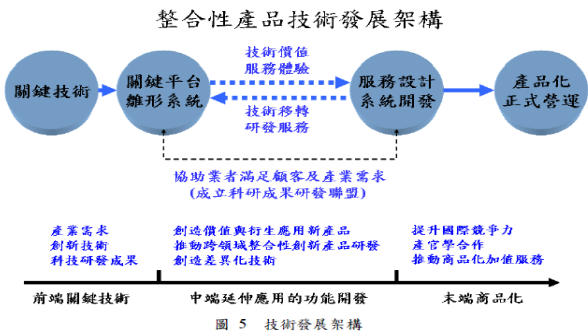 整合性產品技術發展架構
關鍵技術
關鍵平台
雛形系統
技術價值
服務體驗
技術移轉
研發服務
服務設計
系統開發
產品化
正式營運
協助業者滿足顧客及產業需求
(成立科研成果研發聯盟)
產業需求
創新技術
科技研發成果
創造價值與衍生應用新產品
推動跨領域整合性創新產品研發
創造差異化技術
提升國際競爭力
產官學合作
推動商品化加值服務
前端關鍵技術
中端延伸應用的功能開發
末端商品化
圖 5 技術發展架構